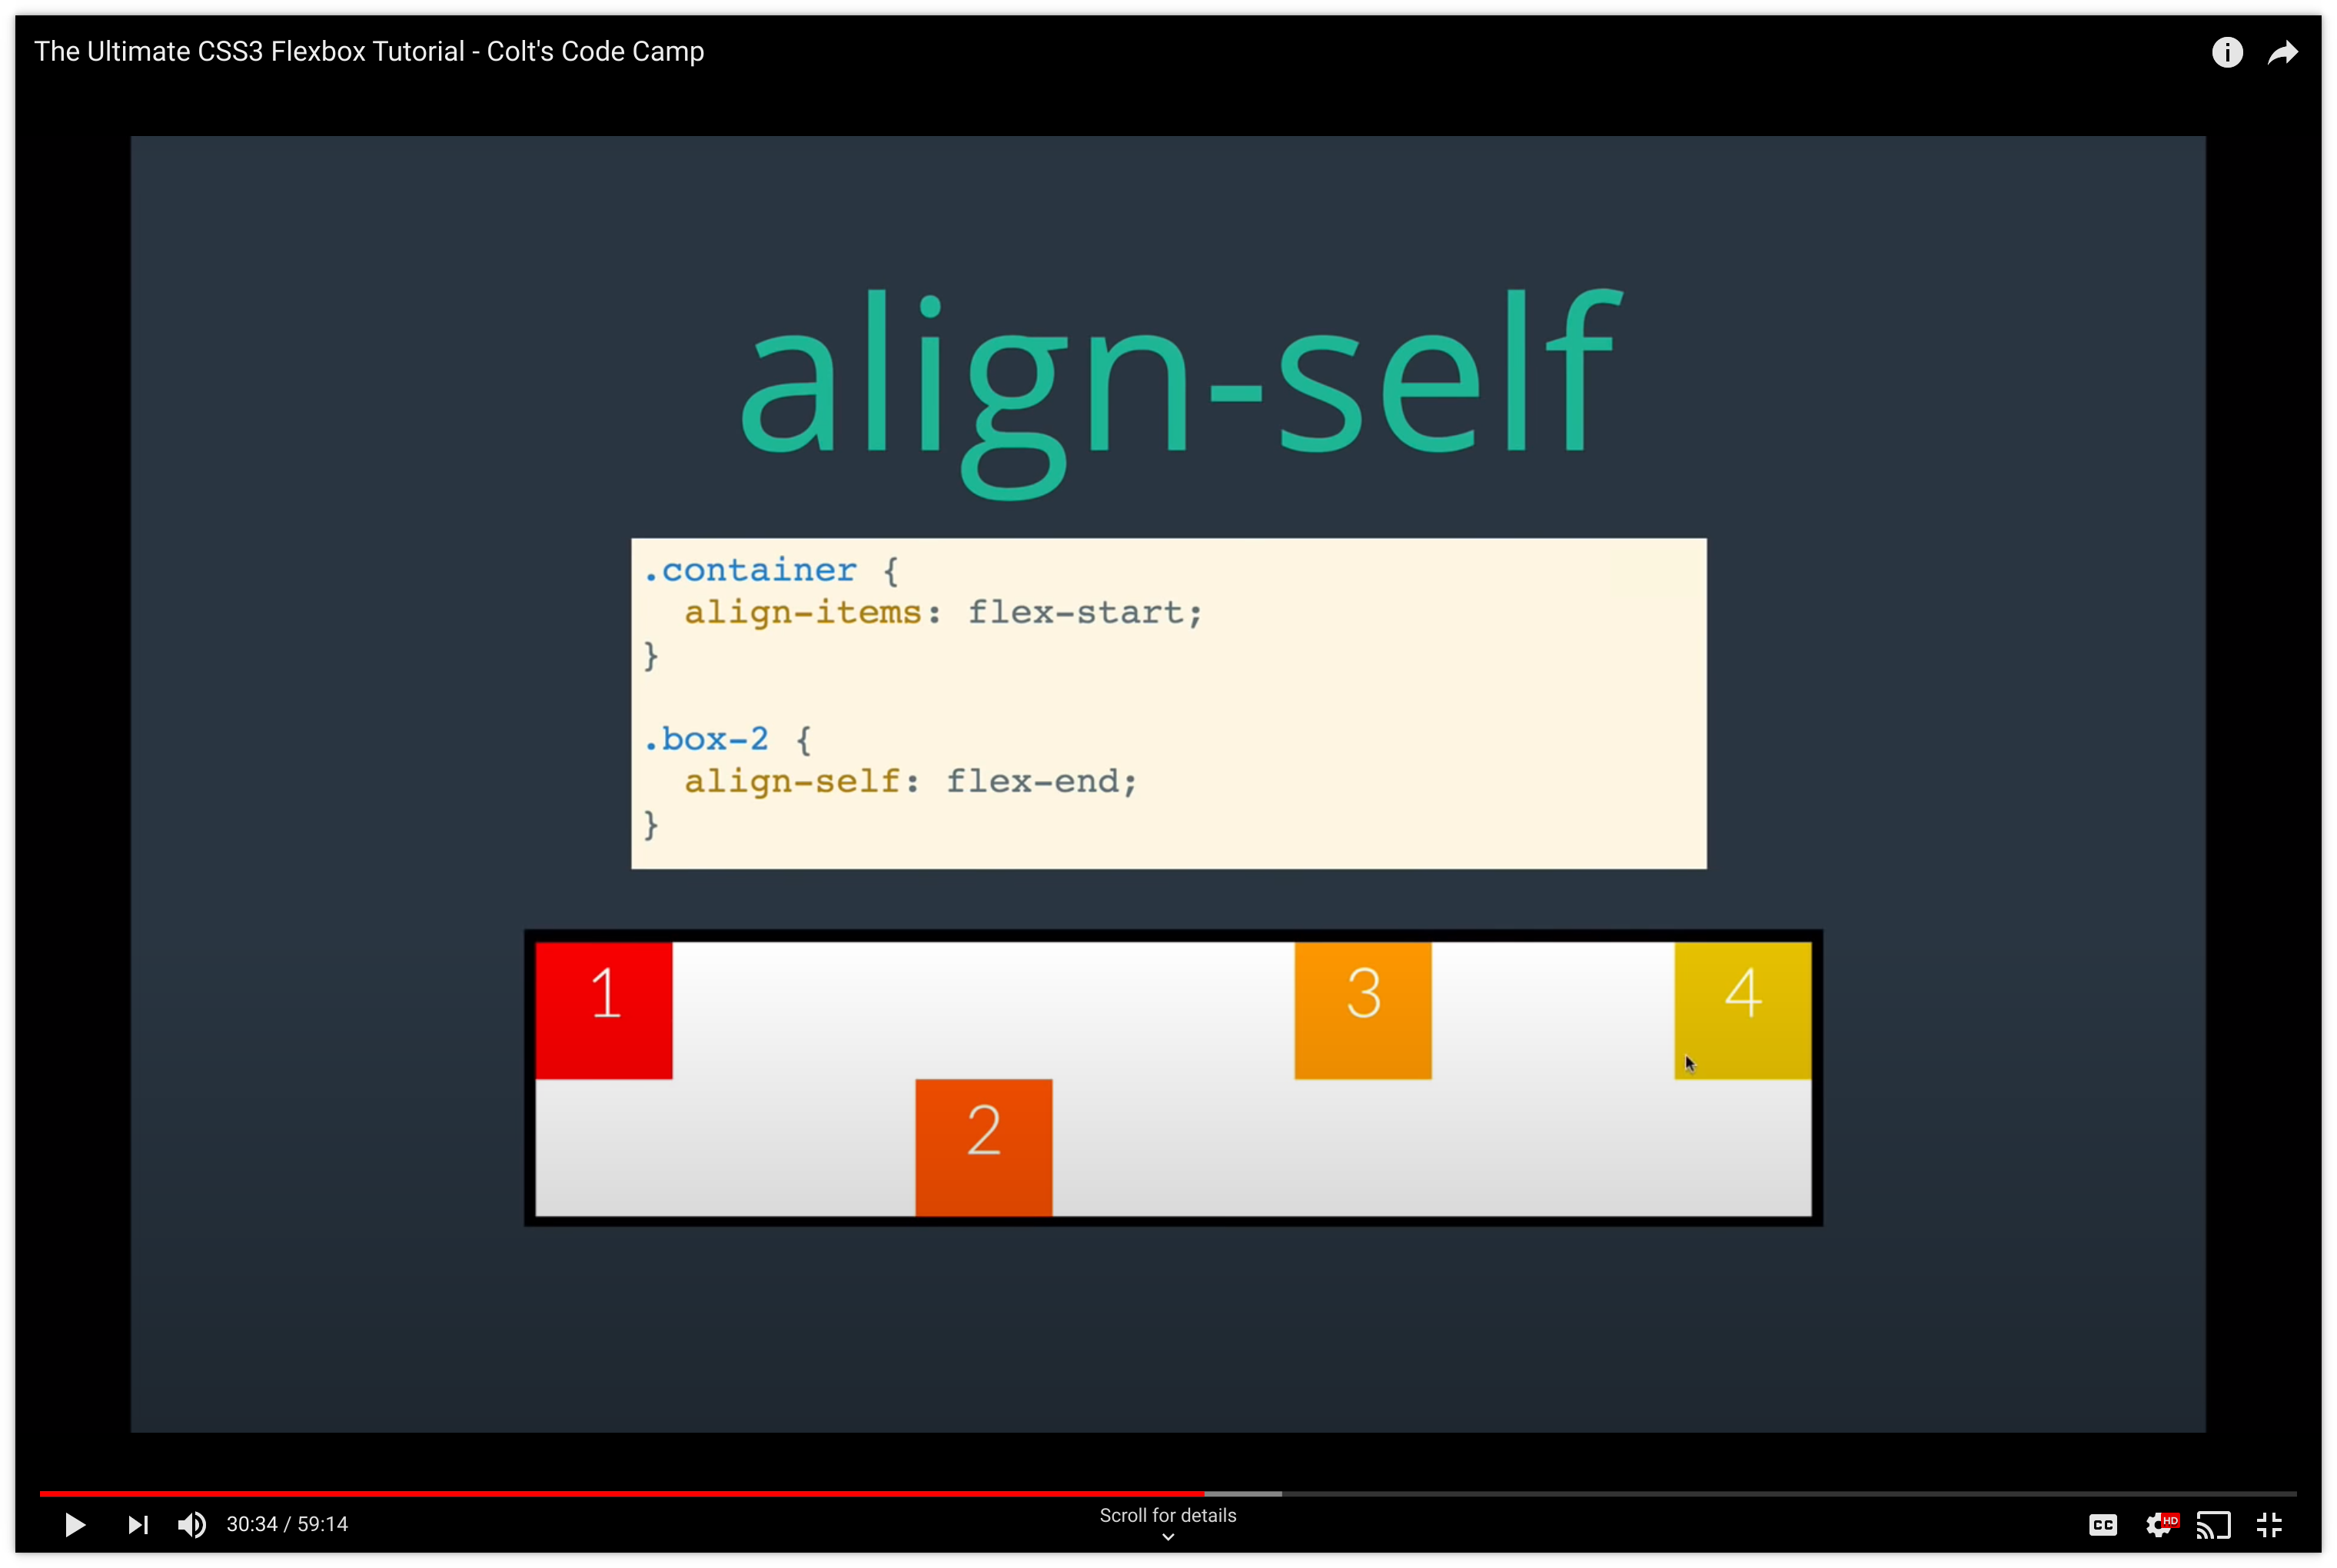 The Ultimate CSS3 Flexbox Tutorial - Colt's Code Camp
align-self
.container {
  align-items: flex-start;
}
.box-2 {
  align-self: flex-end;
}
1
3
4
2
30:34 / 59:14
Scroll for details
CC
HD